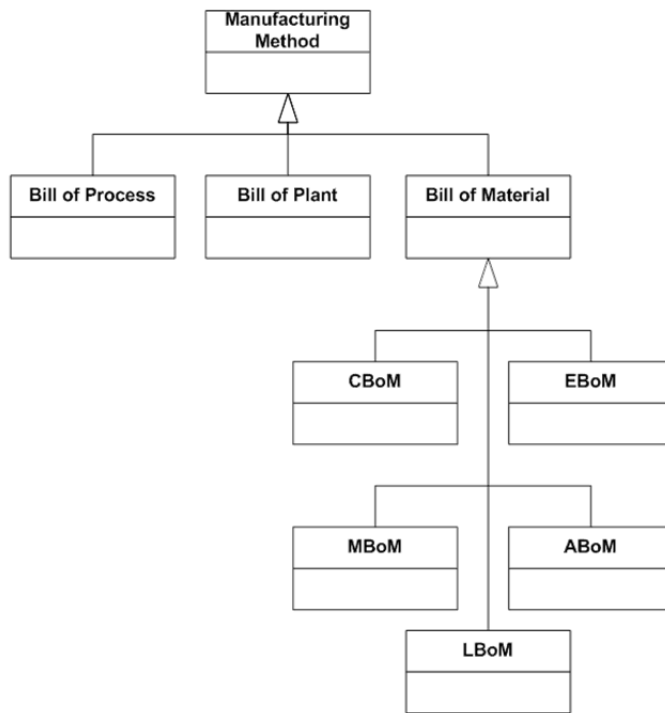 Manufacturing
Method
Bill of Process
Bill of Plant
Bill of Material
CBoM
EBoM
MBoM
ABoM
LBoM